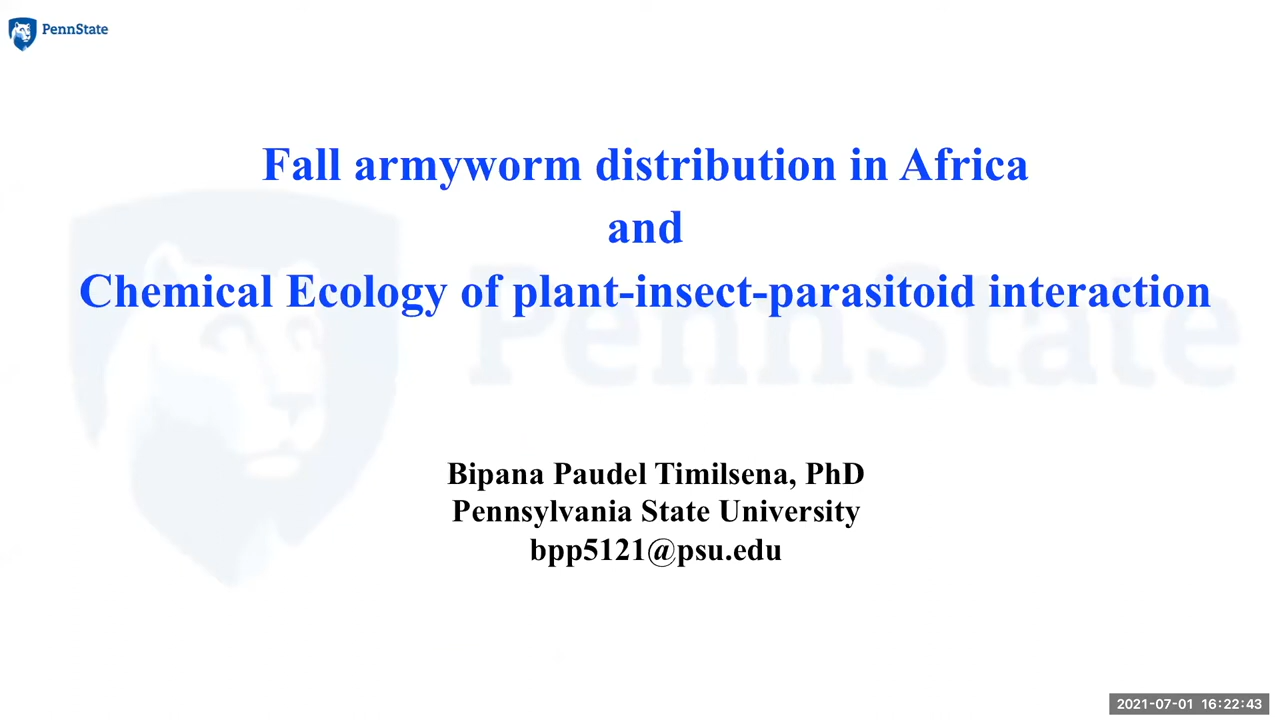 PennState
Fall armyworm distribution in Africa
and
Chemical Ecology of plant-insect-parasitoid interaction
PennState
Bipana Paudel Timilsena, PhD
Pennsylvania State University
bpp5121@psu.edu
2021-07-01 16:22:43